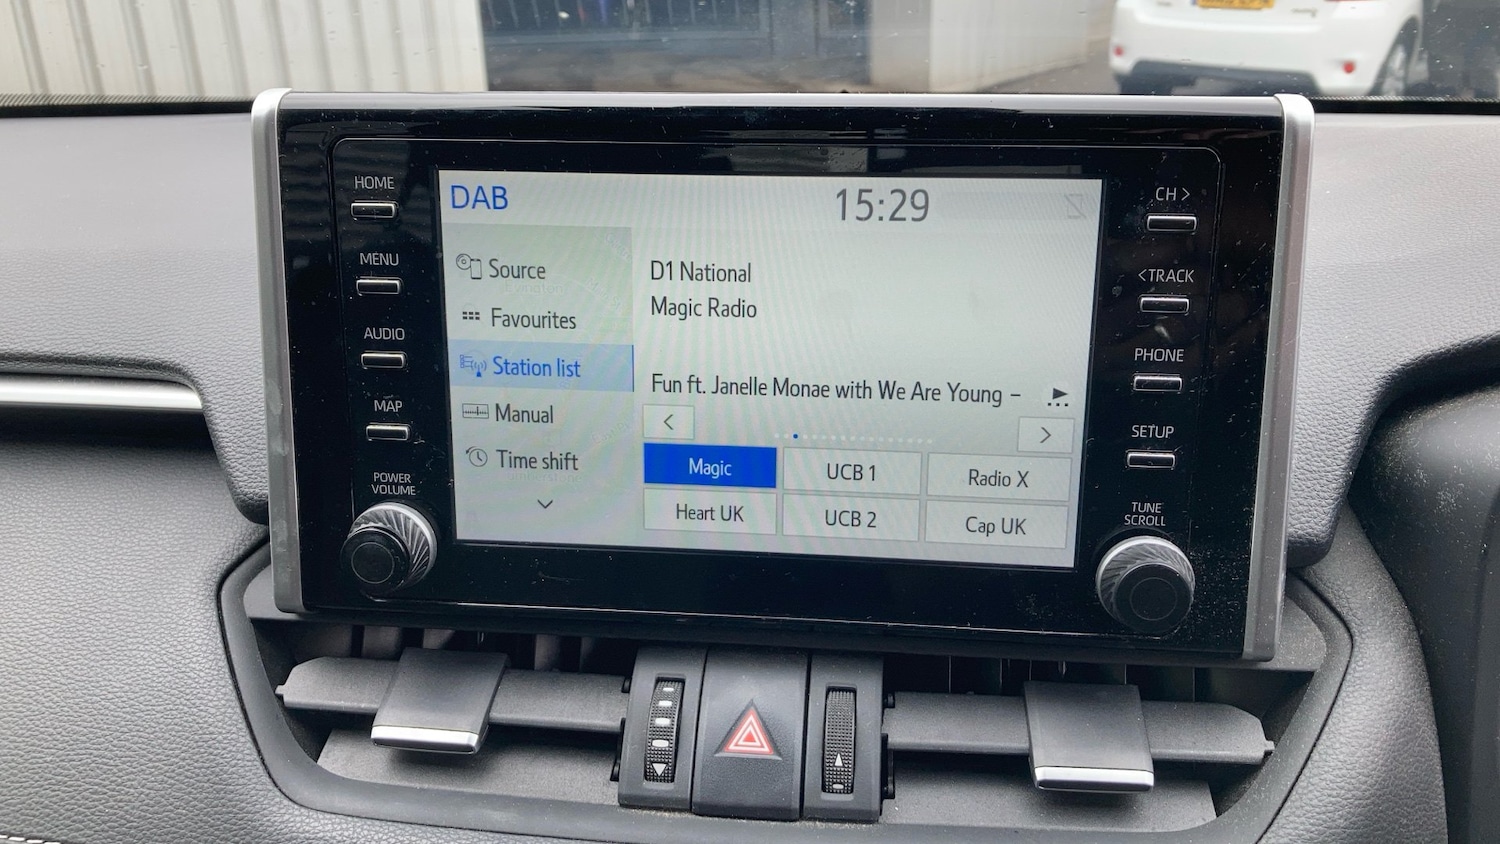 HOME
MENU
AUDIO
MAP
POWER
VOLUME
DAB
15:29
Source
Favourites
Station list
Manual
Time shift
D1 National
Magic Radio
Fun ft. Janelle Monae with We Are Young –
<
>
Magic
UCB 1
Radio X
Heart UK
UCB 2
Cap UK
CH >
<TRACK
PHONE
SETUP
TUNE
SCROLL